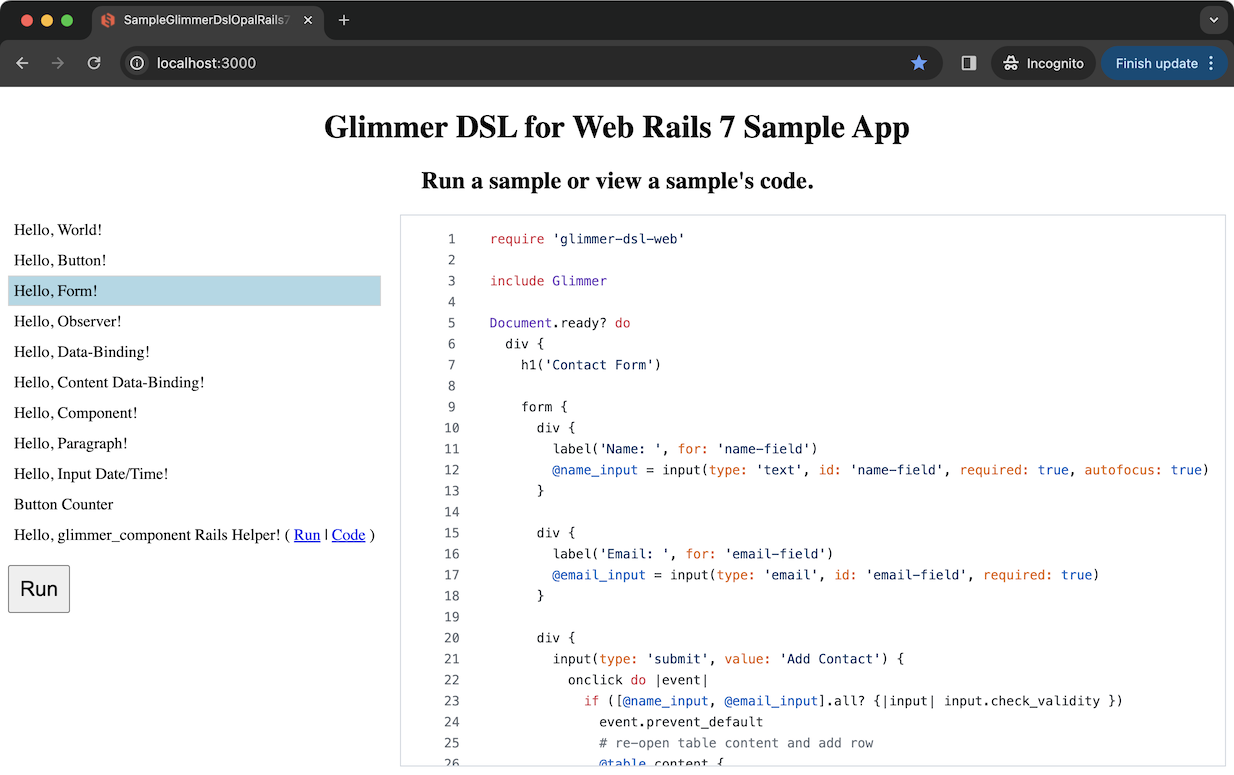 SampleGlimmerDslOpalRails7
localhost:3000
Incognito
Finish update
Glimmer DSL for Web Rails 7 Sample App
Run a sample or view a sample's code.
Hello, World!
Hello, Button!
Hello, Form!
Hello, Observer!
Hello, Data-Binding!
Hello, Content Data-Binding!
Hello, Component!
Hello, Paragraph!
Hello, Input Date/Time!
Button Counter
Hello, glimmer_component Rails Helper! ( Run | Code )
Run
1 require 'glimmer-dsl-web'
2
3 include Glimmer
4
5 Document.ready? do
6   div {
7     h1('Contact Form')
8
9     form {
10       div {
11         label('Name: ', for: 'name-field')
12         @name_input = input(type: 'text', id: 'name-field', required: true, autofocus: true)
13       }
14
15       div {
16         label('Email: ', for: 'email-field')
17         @email_input = input(type: 'email', id: 'email-field', required: true)
18       }
19
20       div {
21         input(type: 'submit', value: 'Add Contact') {
22           onclick do |event|
23             if ([@name_input, @email_input].all? {|input| input.check_validity })
24               event.prevent_default
25               # re-open table content and add row
26               @table.content {